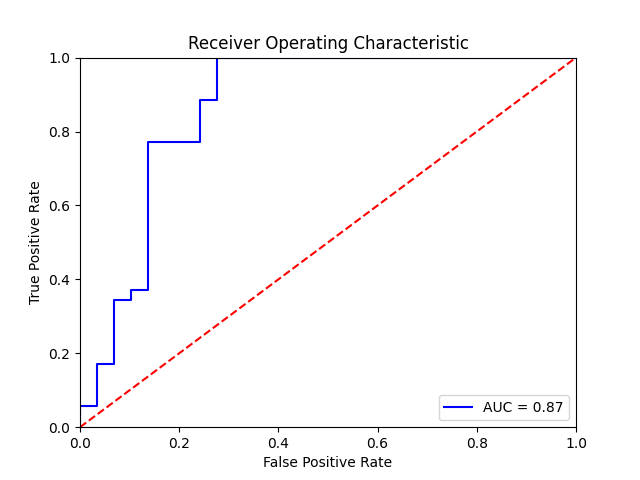 Receiver Operating Characteristic
1.0
0.8
0.6
0.4
0.2
0.0
True Positive Rate
AUC = 0.87
0.0 0.2 0.4 0.6 0.8 1.0
False Positive Rate